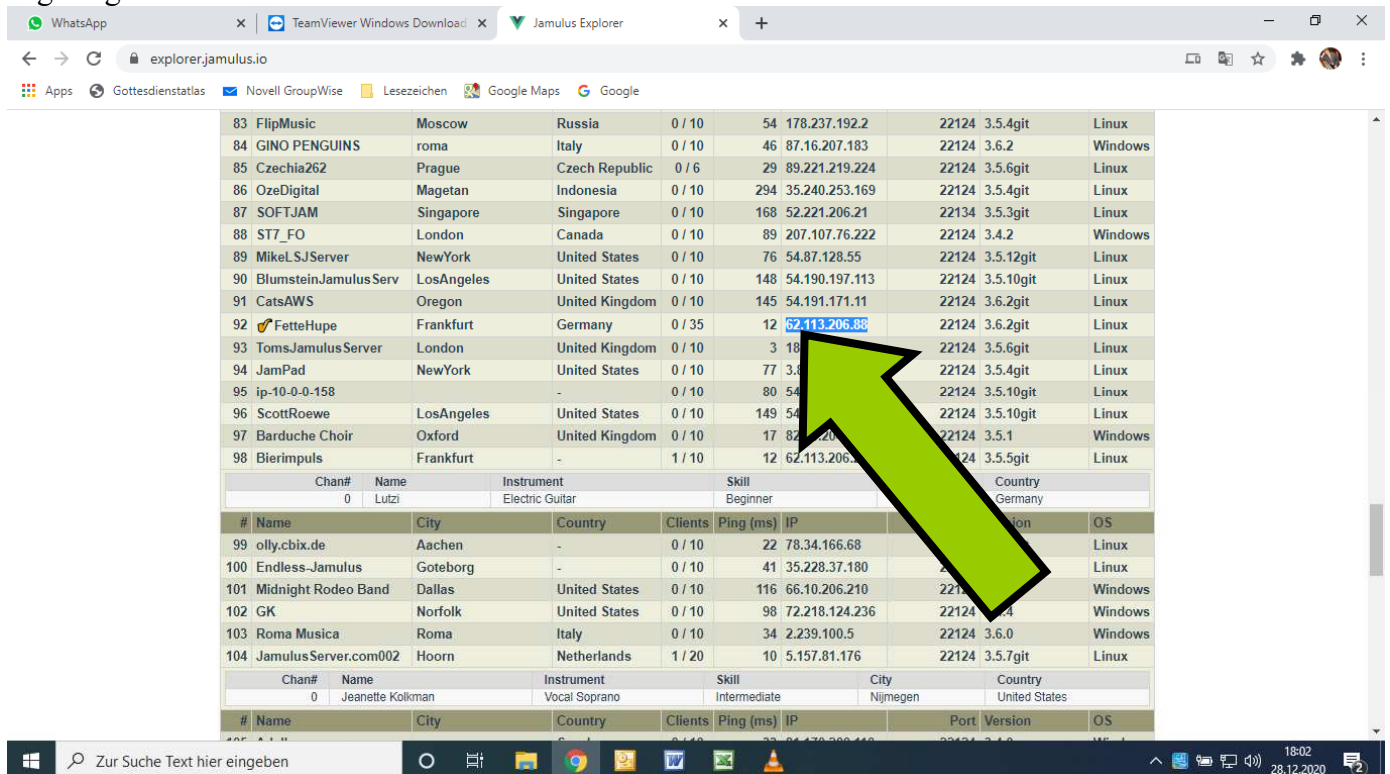 WhatsApp TeamViewer Windows Download Jamulus Explorer
explorer.jamulus.io
Apps Gottesdienstatlas Novell GroupWise Lesezeichen Google Maps Google
83 FlipMusic Moscow Russia 0 / 10 54 178.237.192.2 22124 3.5.4git Linux
84 GINO PENGUINS roma Italy 0 / 10 46 87.16.207.183 22124 3.6.2 Windows
85 Czechia262 Prague Czech Republic 0 / 6 29 89.221.219.224 22124 3.5.6git Linux
86 OzeDigital Magetan Indonesia 0 / 10 294 35.240.253.169 22124 3.5.4git Linux
87 SOFTJAM Singapore Singapore 0 / 10 168 52.221.206.21 22134 3.5.3git Linux
88 ST7_FO London Canada 0 / 10 89 207.107.76.222 22124 3.4.2 Windows
89 MikeLSJServer NewYork United States 0 / 10 76 54.87.128.55 22124 3.5.12git Linux
90 BlumsteinJamulusServ LosAngeles United States 0 / 10 148 54.190.197.113 22124 3.5.10git Linux
91 CatsAWS Oregon United Kingdom 0 / 10 145 54.191.171.11 22124 3.6.2git Linux
92 FetteHupe Frankfurt Germany 0 / 35 12 62.113.206.88 22124 3.6.2git Linux
93 TomsJamulusServer London United Kingdom 0 / 10 3 22124 3.5.6git Linux
94 JamPad NewYork United States 0 / 10 77 22124 3.5.4git Linux
95 ip-10-0-0-158 - 0 / 10 80 22124 3.5.10git Linux
96 ScottRoewe LosAngeles United States 0 / 10 149 22124 3.5.10git Linux
97 Barduche Choir Oxford United Kingdom 0 / 10 17 22124 3.5.1 Windows
98 Bierimpuls Frankfurt - 1 / 10 12 3.5.5git Linux
Chan# Name Instrument Skill Country
0 Lutzi Electric Guitar Beginner Germany
# Name City Country Clients Ping (ms) IP OS
99 olly.cbix.de Aachen - 0 / 10 22 78.34.166.68 Linux
100 Endless-Jamulus Goteborg - 0 / 10 41 35.228.37.180 Linux
101 Midnight Rodeo Band Dallas United States 0 / 10 116 66.10.206.210 Windows
102 GK Norfolk United States 0 / 10 98 72.218.124.236 22124 Windows
103 Roma Musica Roma Italy 0 / 10 34 2.239.100.5 22124 3.6.0 Windows
104 JamulusServer.com002 Hoorn Netherlands 1 / 20 10 5.157.81.176 22124 3.5.7git Linux
Chan# Name Instrument Skill City Country
0 Jeanette Kolkman Vocal Soprano Intermediate Nijmegen United States
# Name City Country Clients Ping (ms) IP Port Version OS
Zur Suche Text hier eingeben 18:02
28.12.2020